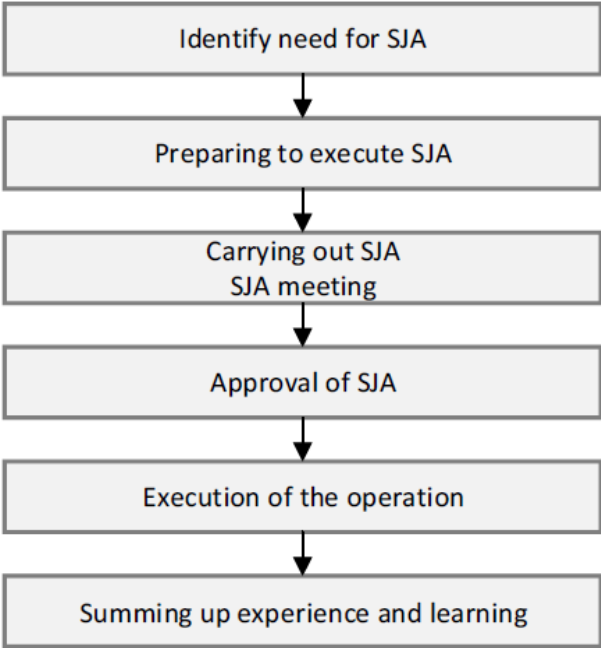 Identify need for SJA
Preparing to execute SJA
Carrying out SJA
SJA meeting
Approval of SJA
Execution of the operation
Summing up experience and learning